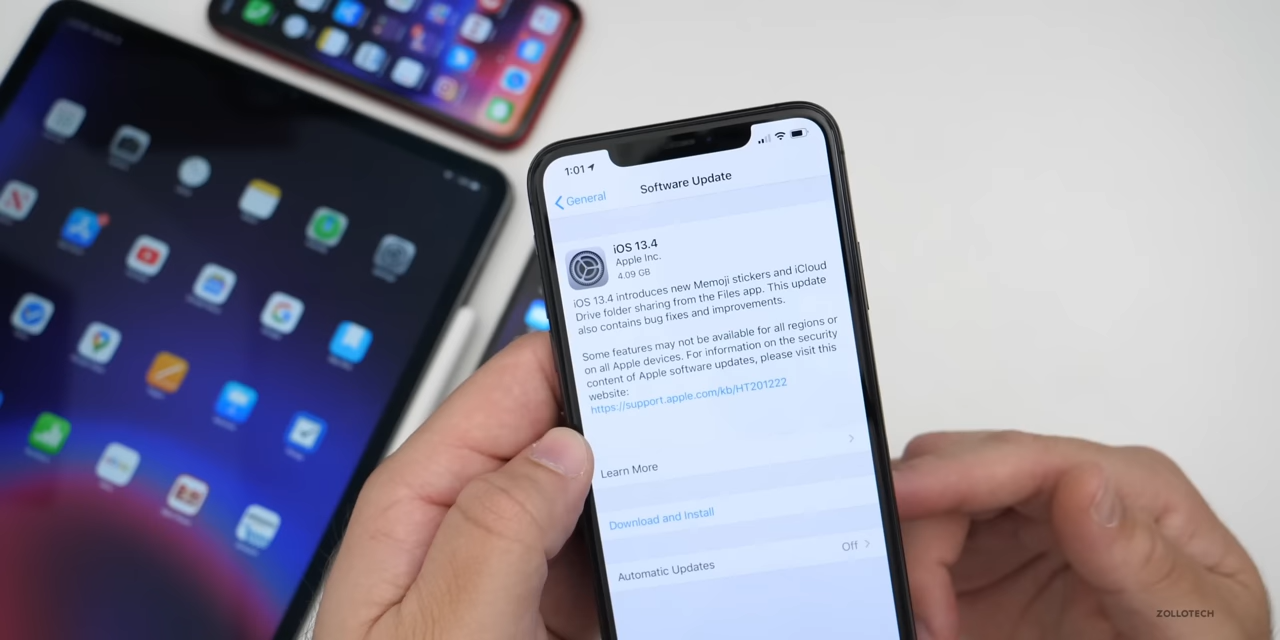 1:01
General
Software Update
iOS 13.4
Apple Inc.
4.09 GB
iOS 13.4 introduces new Memoji stickers and iCloud
Drive folder sharing from the Files app. This update
also contains bug fixes and improvements.
Some features may not be available for all regions or
on all Apple devices. For information on the security
content of Apple software updates, please visit this
website:
https://support.apple.com/kb/HT201222
Learn More
Download and Install
Automatic Updates Off
ZOLLOTECH